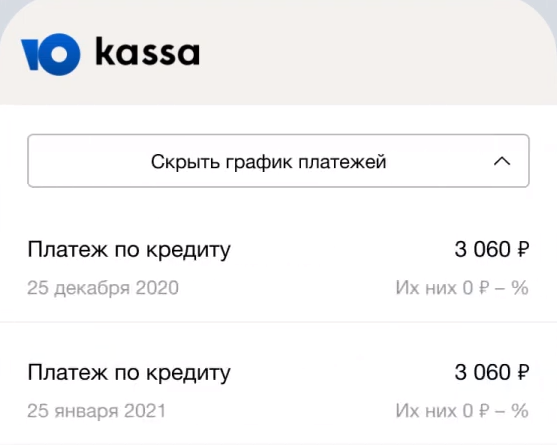 Ю kassa
Скрыть график платежей
Платеж по кредиту 3 060 ₽
25 декабря 2020 Их них 0 ₽ – %
Платеж по кредиту 3 060 ₽
25 января 2021 Их них 0 ₽ – %